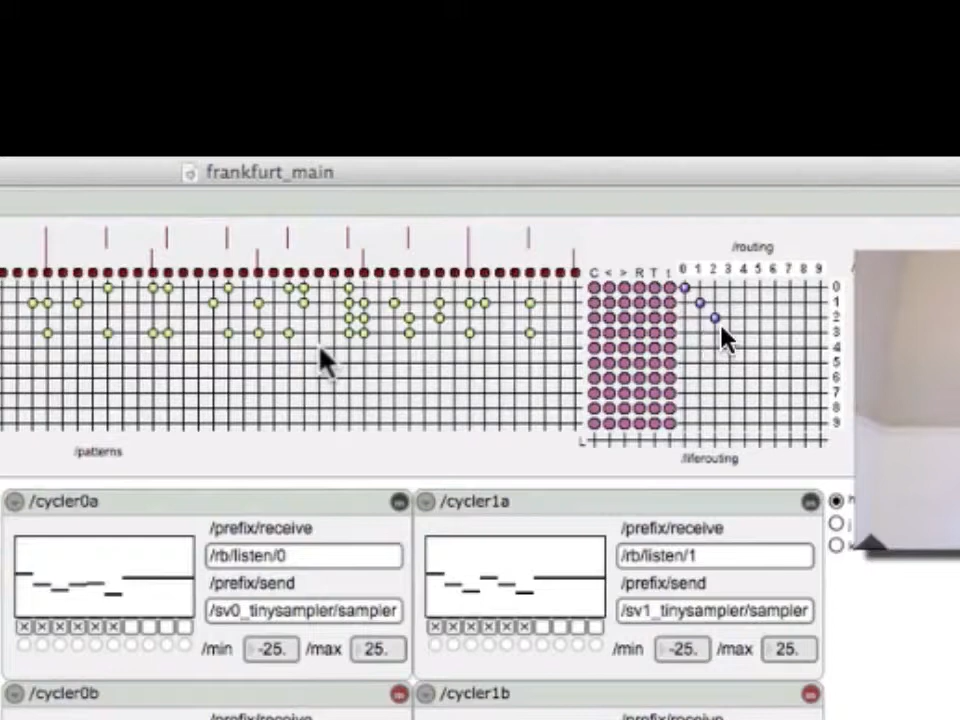 frankfurt_main
/routing
C < > R T ! 0 1 2 3 4 5 6 7 8 9
0
1
2
3
4
5
6
7
8
9
L
/patterns
/liferouting
/cycler0a
/prefix/receive
/rb/listen/0
/prefix/send
/sv0_tinysampler/sampler
/min -25. /max 25.
/cycler1a
/prefix/receive
/rb/listen/1
/prefix/send
/sv1_tinysampler/sampler
/min -25. /max 25.
/cycler0b
/cycler1b